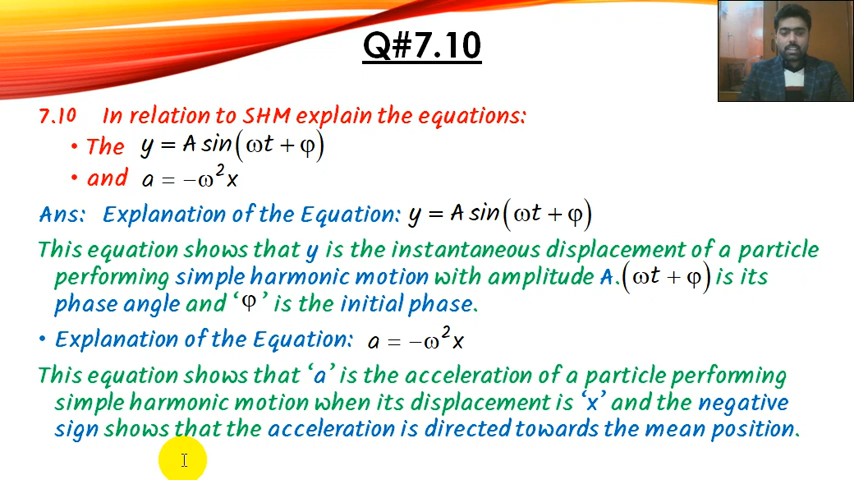 Q#7.10
7.10 In relation to SHM explain the equations:
• The y = A sin(ωt + φ)
• and a = −ω²x
Ans: Explanation of the Equation: y = A sin(ωt + φ)
This equation shows that y is the instantaneous displacement of a particle
performing simple harmonic motion with amplitude A.(ωt + φ) is its
phase angle and ‘φ’ is the initial phase.
• Explanation of the Equation: a = −ω²x
This equation shows that ‘a’ is the acceleration of a particle performing
simple harmonic motion when its displacement is ‘x’ and the negative
sign shows that the acceleration is directed towards the mean position.